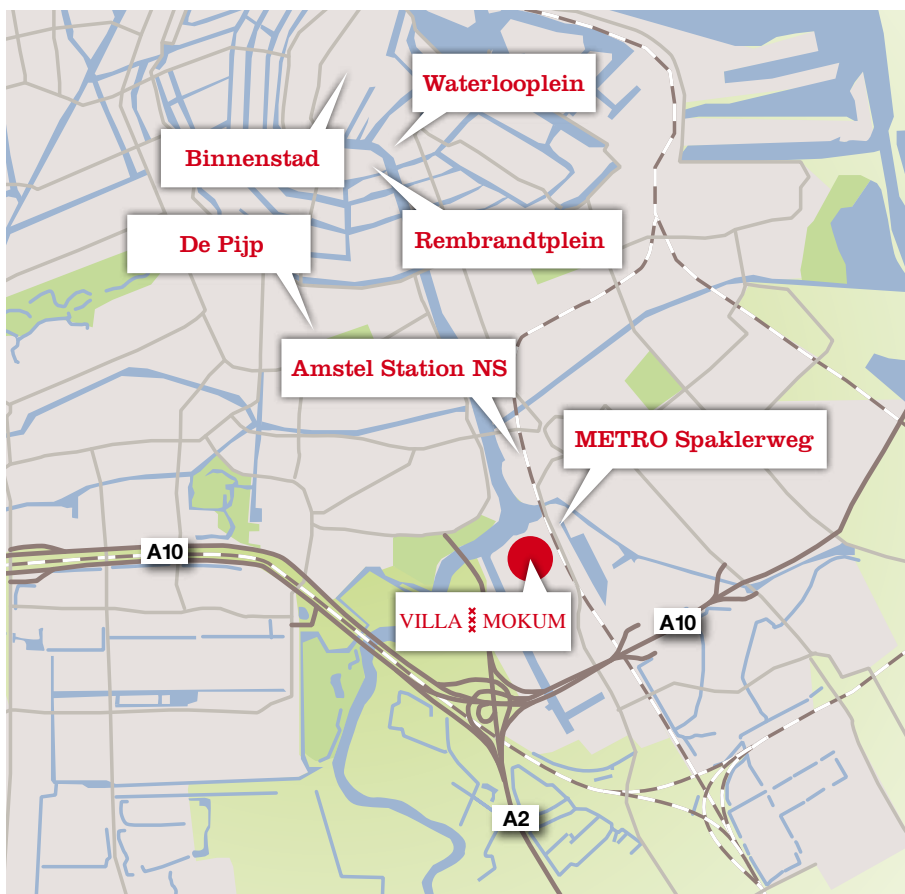 Waterlooplein
Binnenstad
De Pijp
Rembrandtplein
Amstel Station NS
METRO Spaklerweg
A10
VILLA MOKUM
A10
A2